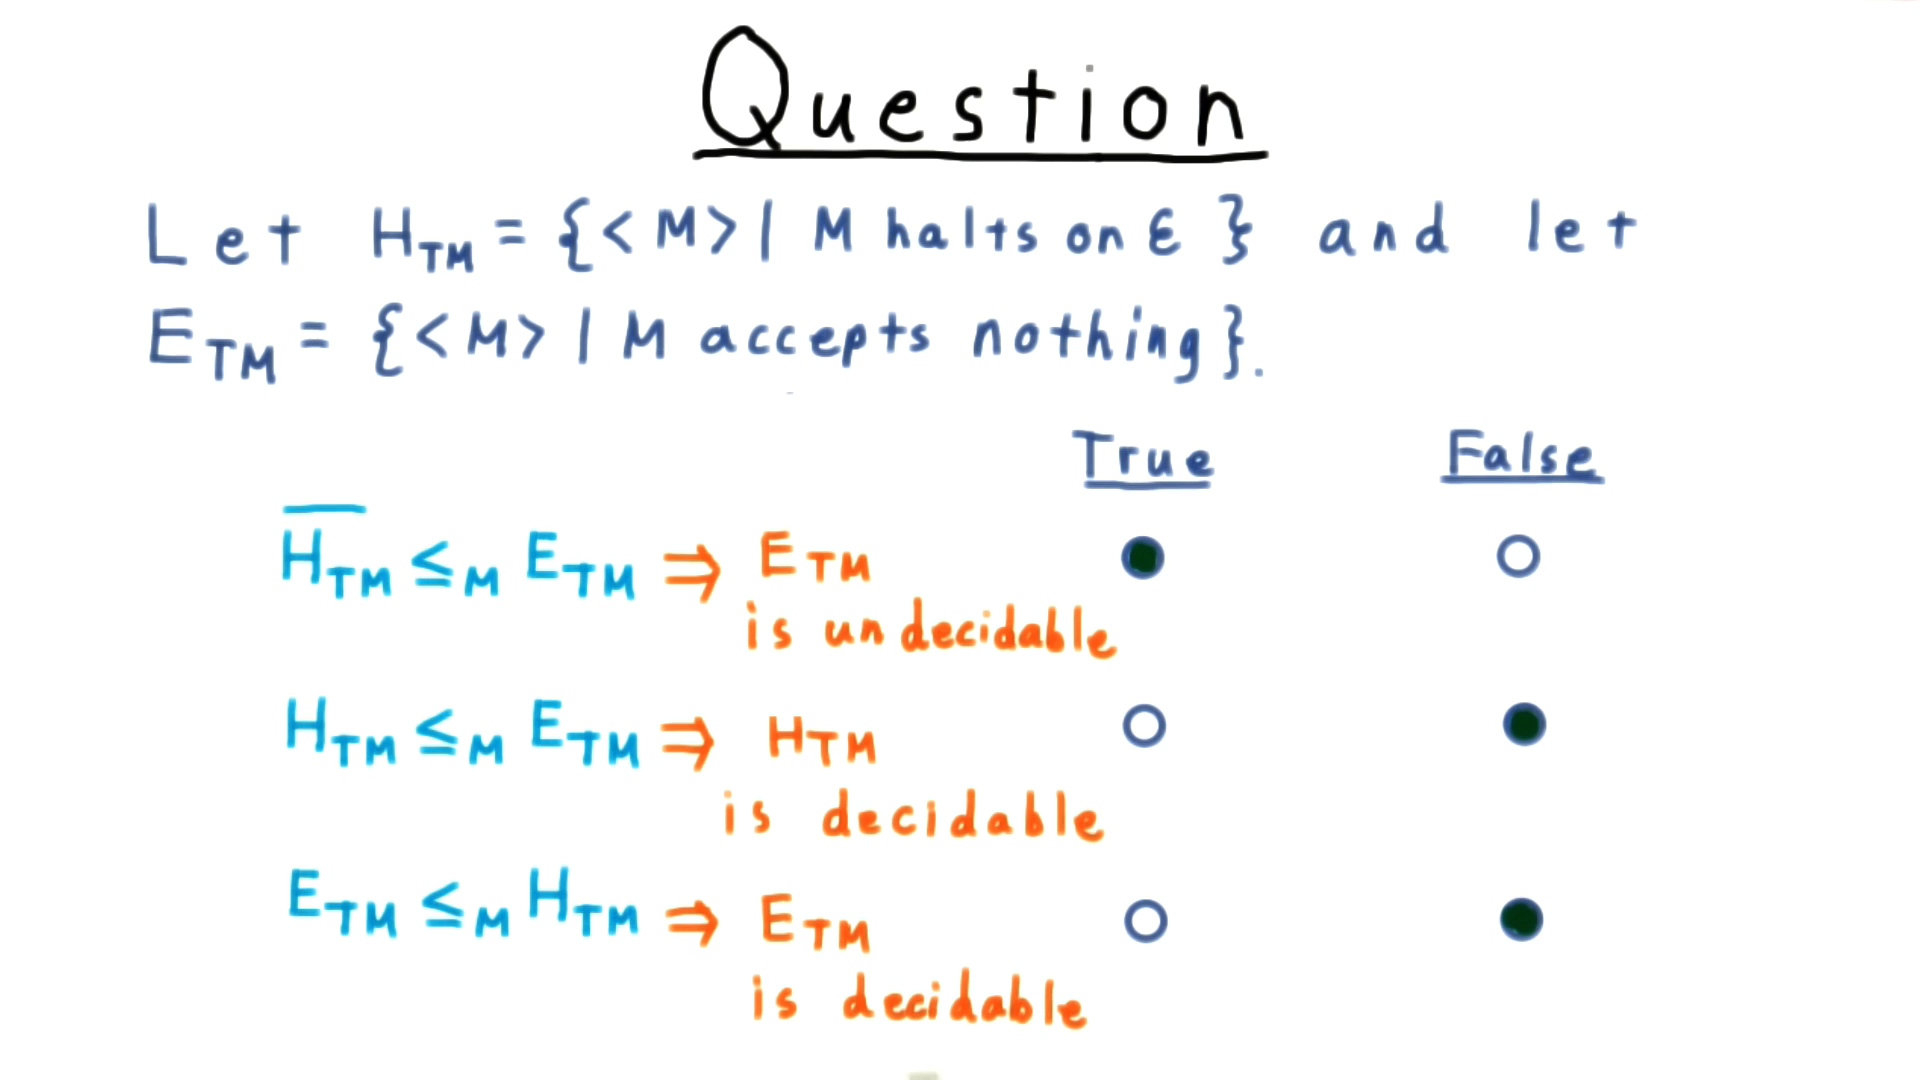 Question
Let H_TM = {<M> | M halts on ε } and let
E_TM = {<M> | M accepts nothing}.
True False
H̅_TM ≤_M E_TM ⇒ E_TM
is undecidable
H_TM ≤_M E_TM ⇒ H_TM
is decidable
E_TM ≤_M H_TM ⇒ E_TM
is decidable